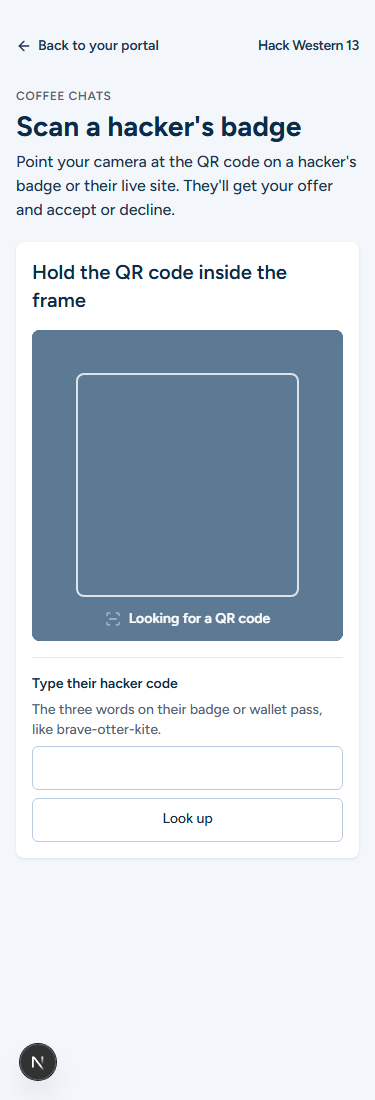 Back to your portal
Hack Western 13
COFFEE CHATS
Scan a hacker's badge
Point your camera at the QR code on a hacker's
badge or their live site. They'll get your offer
and accept or decline.
Hold the QR code inside the
frame
Looking for a QR code
Type their hacker code
The three words on their badge or wallet pass,
like brave-otter-kite.
Look up
N